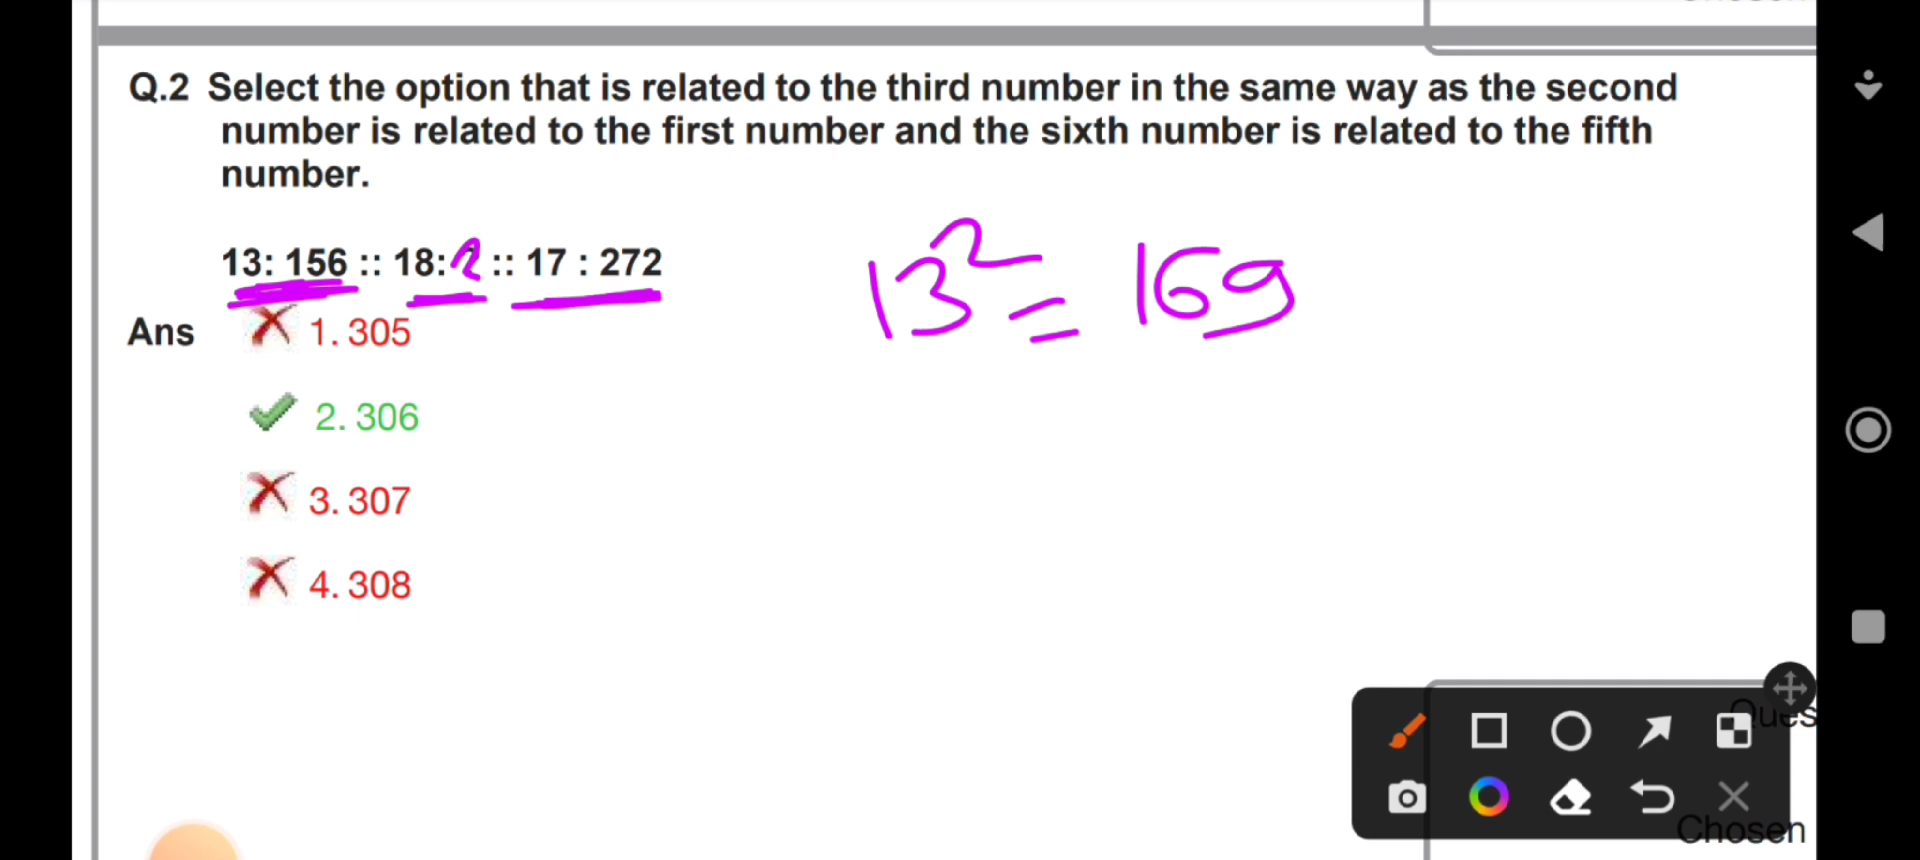 Q.2 Select the option that is related to the third number in the same way as the second
number is related to the first number and the sixth number is related to the fifth
number.
13: 156 :: 18:? :: 17 : 272
13² = 169
Ans 1. 305
2. 306
3. 307
4. 308
Ques
Chosen